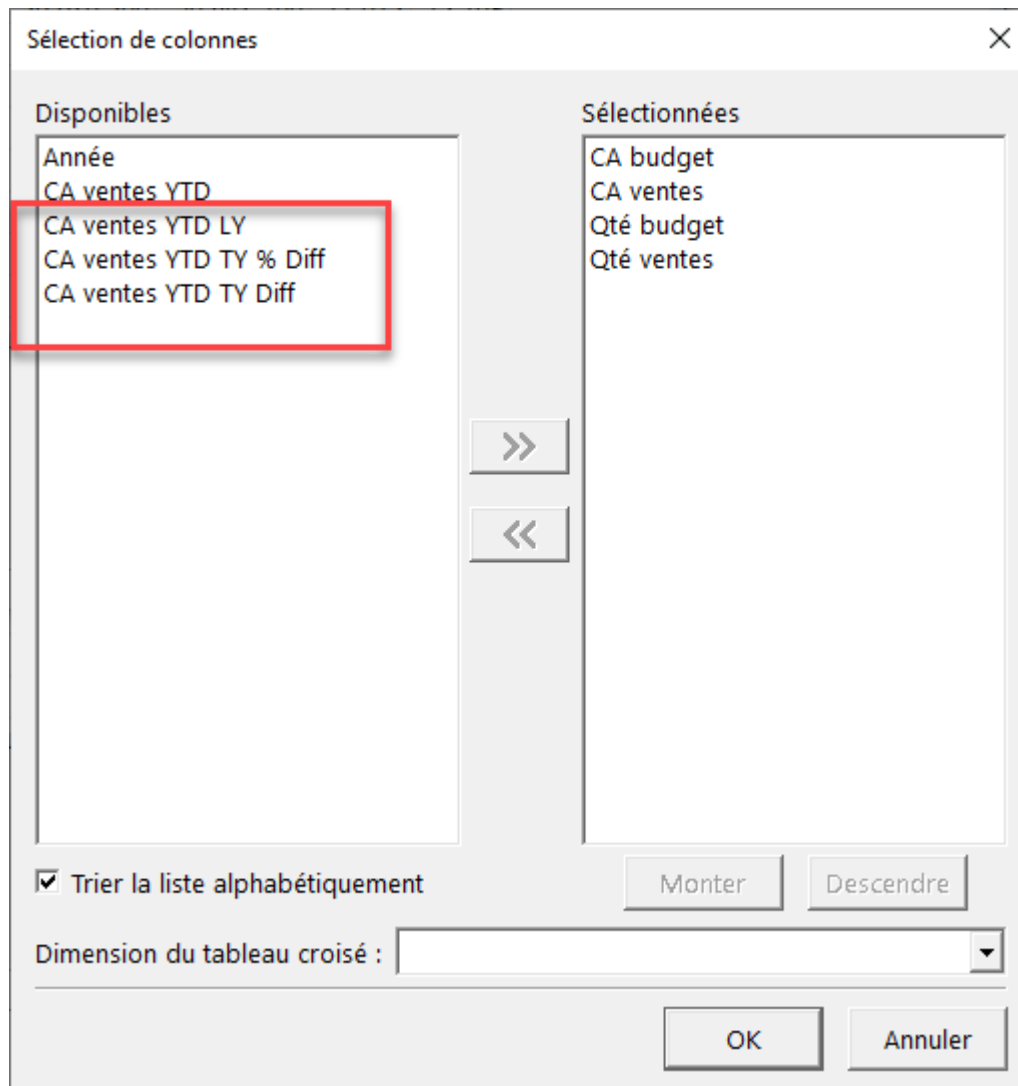 Sélection de colonnes
Disponibles
Année
CA ventes YTD
CA ventes YTD LY
CA ventes YTD TY % Diff
CA ventes YTD TY Diff
Sélectionnées
CA budget
CA ventes
Qté budget
Qté ventes
Trier la liste alphabétiquement
Monter
Descendre
Dimension du tableau croisé :
OK
Annuler